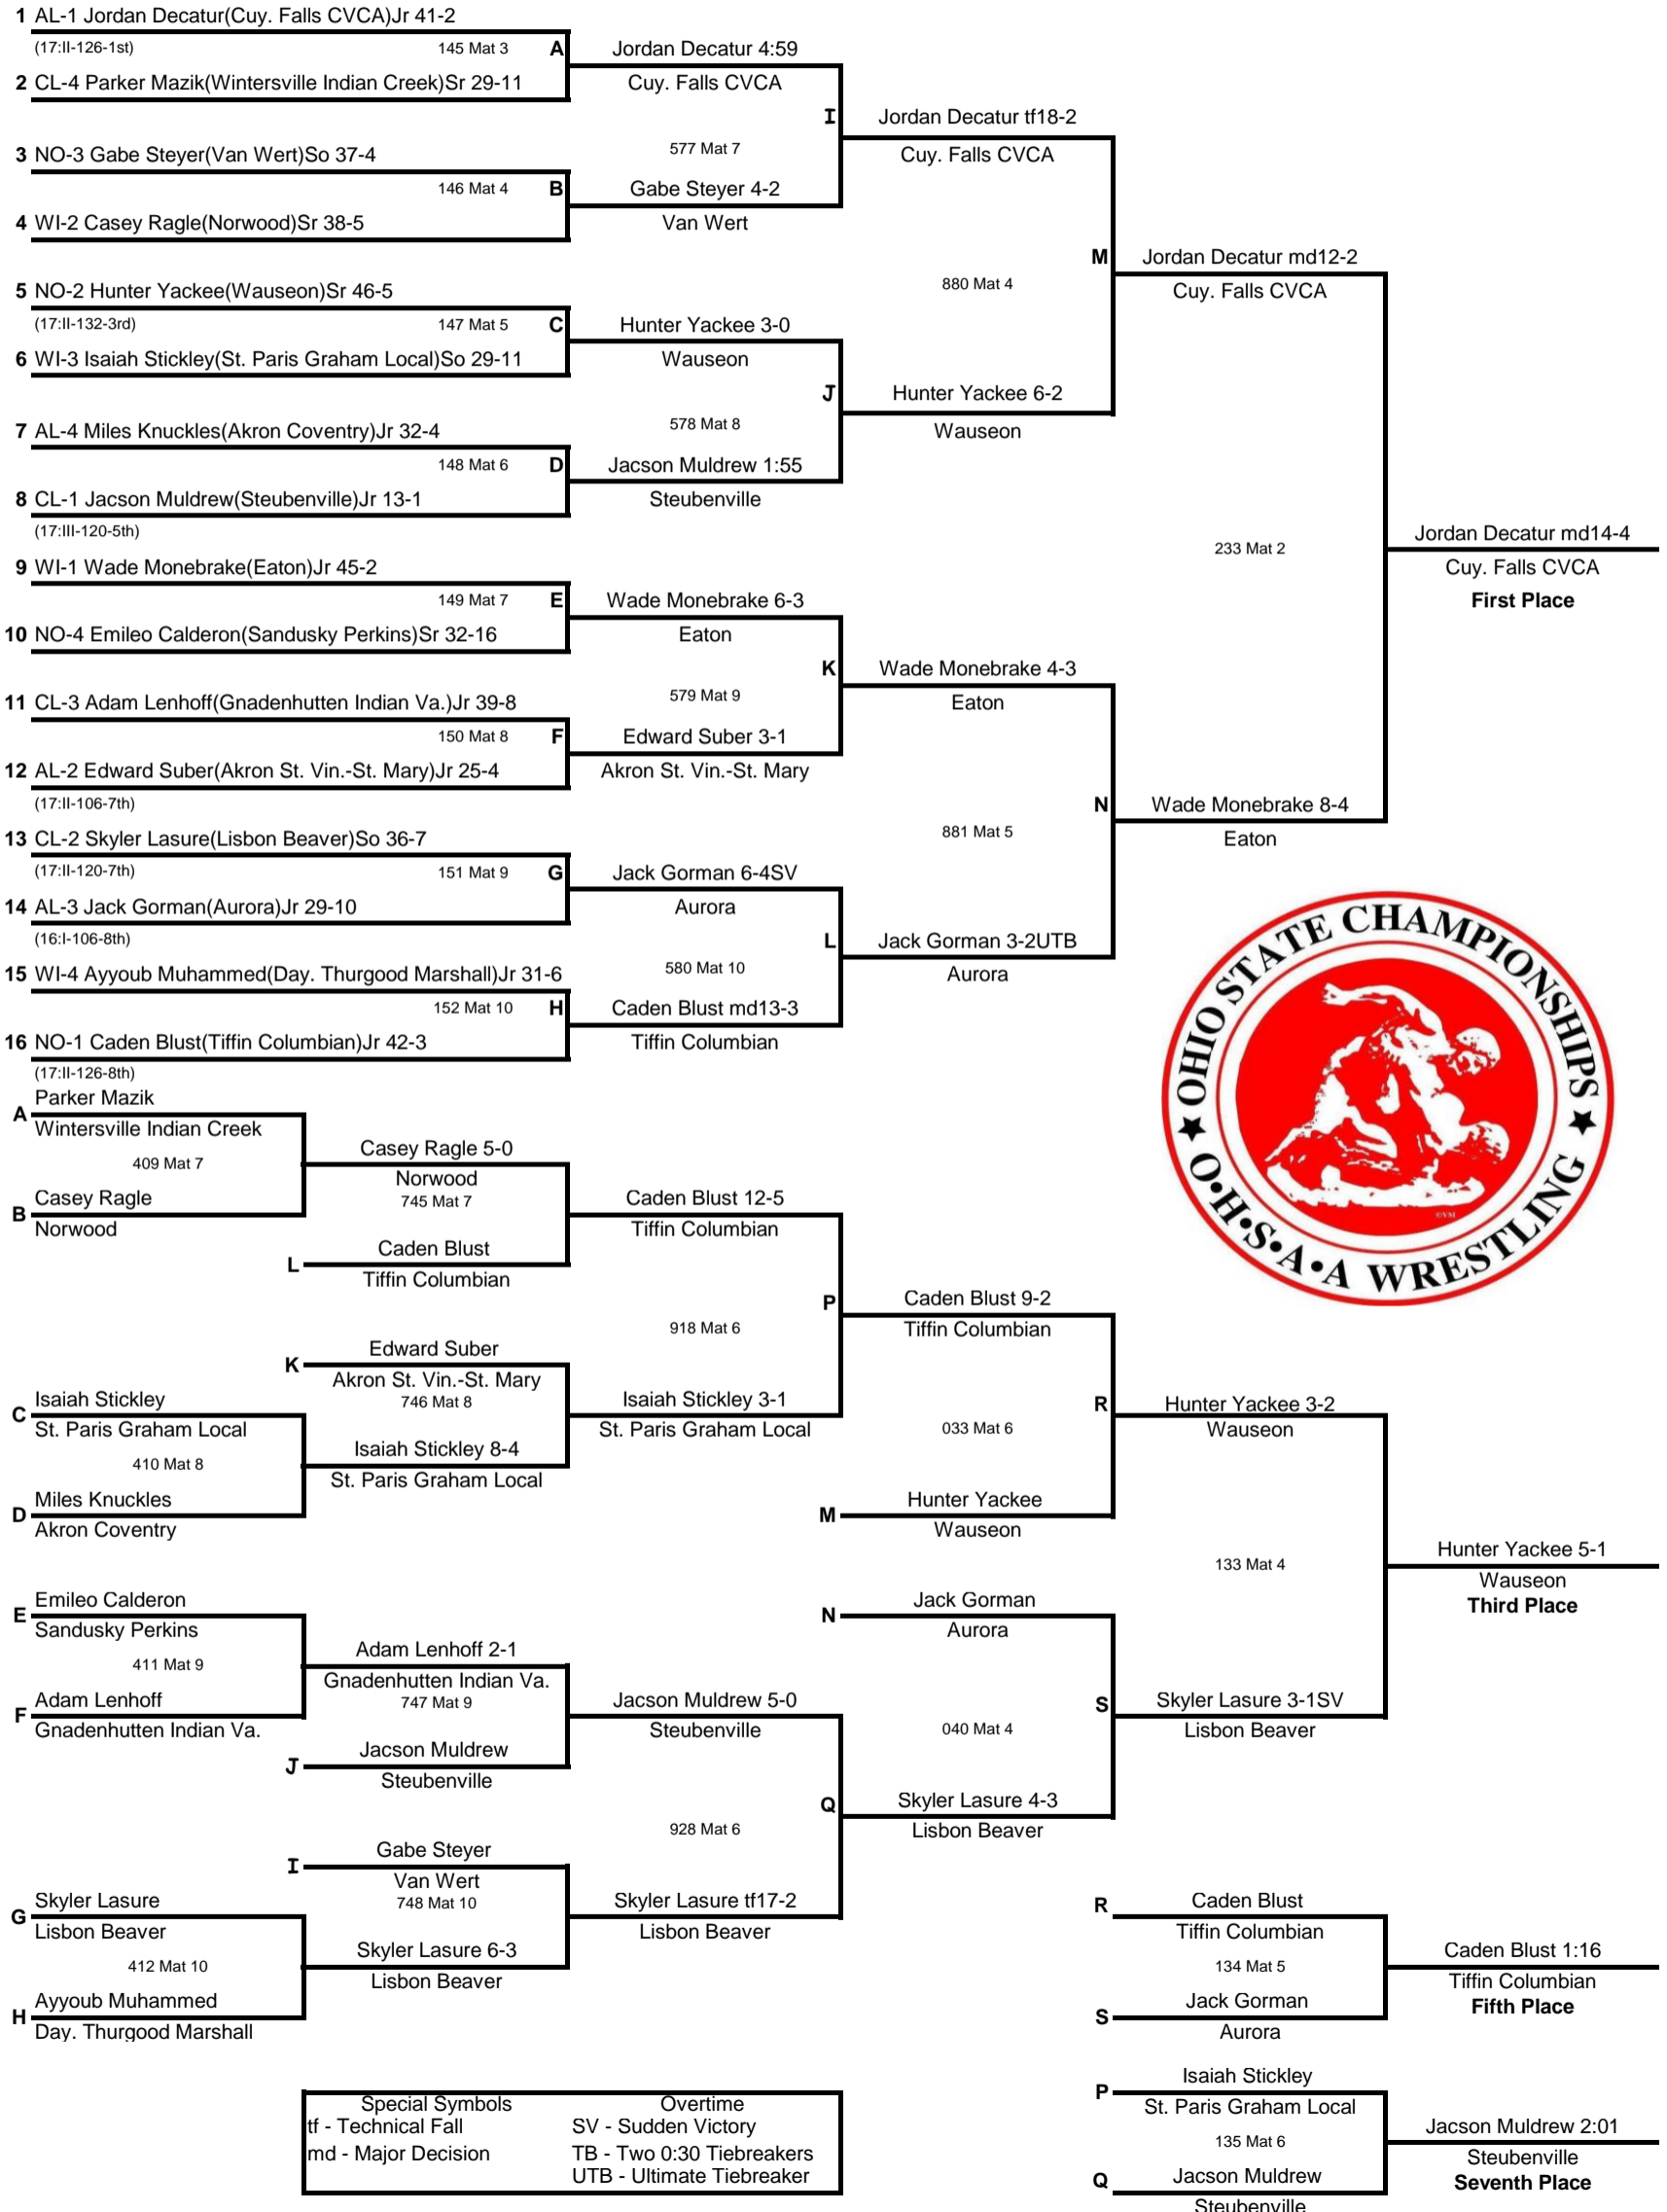 1 AL-1 Jordan Decatur(Cuy. Falls CVCA)Jr 41-2
(17:II-126-1st) 145 Mat 3 A
2 CL-4 Parker Mazik(Wintersville Indian Creek)Sr 29-11
Jordan Decatur 4:59
Cuy. Falls CVCA
I
577 Mat 7
3 NO-3 Gabe Steyer(Van Wert)So 37-4
146 Mat 4 B
4 WI-2 Casey Ragle(Norwood)Sr 38-5
Gabe Steyer 4-2
Van Wert
Jordan Decatur tf18-2
Cuy. Falls CVCA
M
880 Mat 4
5 NO-2 Hunter Yackee(Wauseon)Sr 46-5
(17:II-132-3rd) 147 Mat 5 C
6 WI-3 Isaiah Stickley(St. Paris Graham Local)So 29-11
Hunter Yackee 3-0
Wauseon
J
578 Mat 8
7 AL-4 Miles Knuckles(Akron Coventry)Jr 32-4
148 Mat 6 D
8 CL-1 Jacson Muldrew(Steubenville)Jr 13-1
(17:III-120-5th)
Jacson Muldrew 1:55
Steubenville
Hunter Yackee 6-2
Wauseon
Jordan Decatur md12-2
Cuy. Falls CVCA
233 Mat 2
Jordan Decatur md14-4
Cuy. Falls CVCA
First Place
9 WI-1 Wade Monebrake(Eaton)Jr 45-2
149 Mat 7 E
10 NO-4 Emileo Calderon(Sandusky Perkins)Sr 32-16
Wade Monebrake 6-3
Eaton
K
579 Mat 9
11 CL-3 Adam Lenhoff(Gnadenhutten Indian Va.)Jr 39-8
150 Mat 8 F
12 AL-2 Edward Suber(Akron St. Vin.-St. Mary)Jr 25-4
(17:II-106-7th)
Edward Suber 3-1
Akron St. Vin.-St. Mary
Wade Monebrake 4-3
Eaton
N
881 Mat 5
Wade Monebrake 8-4
Eaton
13 CL-2 Skyler Lasure(Lisbon Beaver)So 36-7
(17:II-120-7th) 151 Mat 9 G
14 AL-3 Jack Gorman(Aurora)Jr 29-10
(16:I-106-8th)
Jack Gorman 6-4SV
Aurora
L
580 Mat 10
15 WI-4 Ayyoub Muhammed(Day. Thurgood Marshall)Jr 31-6
152 Mat 10 H
16 NO-1 Caden Blust(Tiffin Columbian)Jr 42-3
(17:II-126-8th)
Caden Blust md13-3
Tiffin Columbian
Jack Gorman 3-2UTB
Aurora
OHIO STATE CHAMPIONSHIPS
O•H•S•A•A WRESTLING
©VM
A Parker Mazik
Wintersville Indian Creek
409 Mat 7
B Casey Ragle
Norwood
Casey Ragle 5-0
Norwood
745 Mat 7
L Caden Blust
Tiffin Columbian
Caden Blust 12-5
Tiffin Columbian
P
918 Mat 6
K Edward Suber
Akron St. Vin.-St. Mary
746 Mat 8
C Isaiah Stickley
St. Paris Graham Local
410 Mat 8
D Miles Knuckles
Akron Coventry
Isaiah Stickley 8-4
St. Paris Graham Local
Isaiah Stickley 3-1
St. Paris Graham Local
Caden Blust 9-2
Tiffin Columbian
R
033 Mat 6
M Hunter Yackee
Wauseon
Hunter Yackee 3-2
Wauseon
133 Mat 4
Hunter Yackee 5-1
Wauseon
Third Place
E Emileo Calderon
Sandusky Perkins
411 Mat 9
F Adam Lenhoff
Gnadenhutten Indian Va.
Adam Lenhoff 2-1
Gnadenhutten Indian Va.
747 Mat 9
J Jacson Muldrew
Steubenville
Jacson Muldrew 5-0
Steubenville
Q
928 Mat 6
I Gabe Steyer
Van Wert
748 Mat 10
G Skyler Lasure
Lisbon Beaver
412 Mat 10
H Ayyoub Muhammed
Day. Thurgood Marshall
Skyler Lasure 6-3
Lisbon Beaver
Skyler Lasure tf17-2
Lisbon Beaver
N Jack Gorman
Aurora
S
040 Mat 4
Skyler Lasure 4-3
Lisbon Beaver
Skyler Lasure 3-1SV
Lisbon Beaver
R Caden Blust
Tiffin Columbian
134 Mat 5
S Jack Gorman
Aurora
Caden Blust 1:16
Tiffin Columbian
Fifth Place
P Isaiah Stickley
St. Paris Graham Local
135 Mat 6
Q Jacson Muldrew
Steubenville
Jacson Muldrew 2:01
Steubenville
Seventh Place
Special Symbols Overtime
tf - Technical Fall SV - Sudden Victory
md - Major Decision TB - Two 0:30 Tiebreakers
UTB - Ultimate Tiebreaker